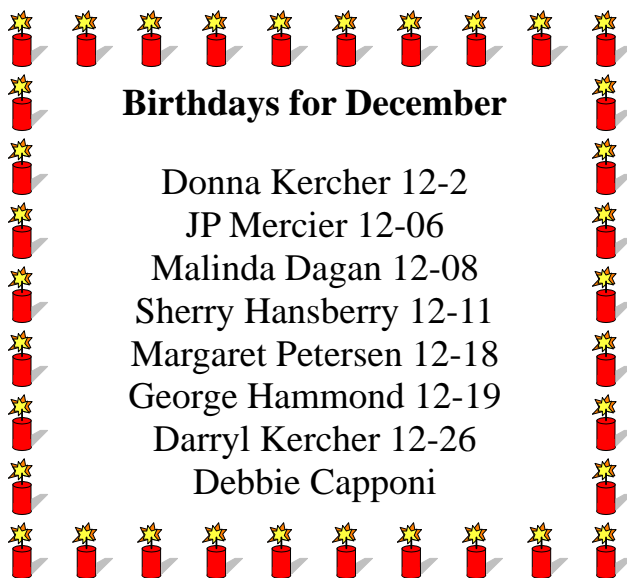 Birthdays for December
Donna Kercher 12-2
JP Mercier 12-06
Malinda Dagan 12-08
Sherry Hansberry 12-11
Margaret Petersen 12-18
George Hammond 12-19
Darryl Kercher 12-26
Debbie Capponi